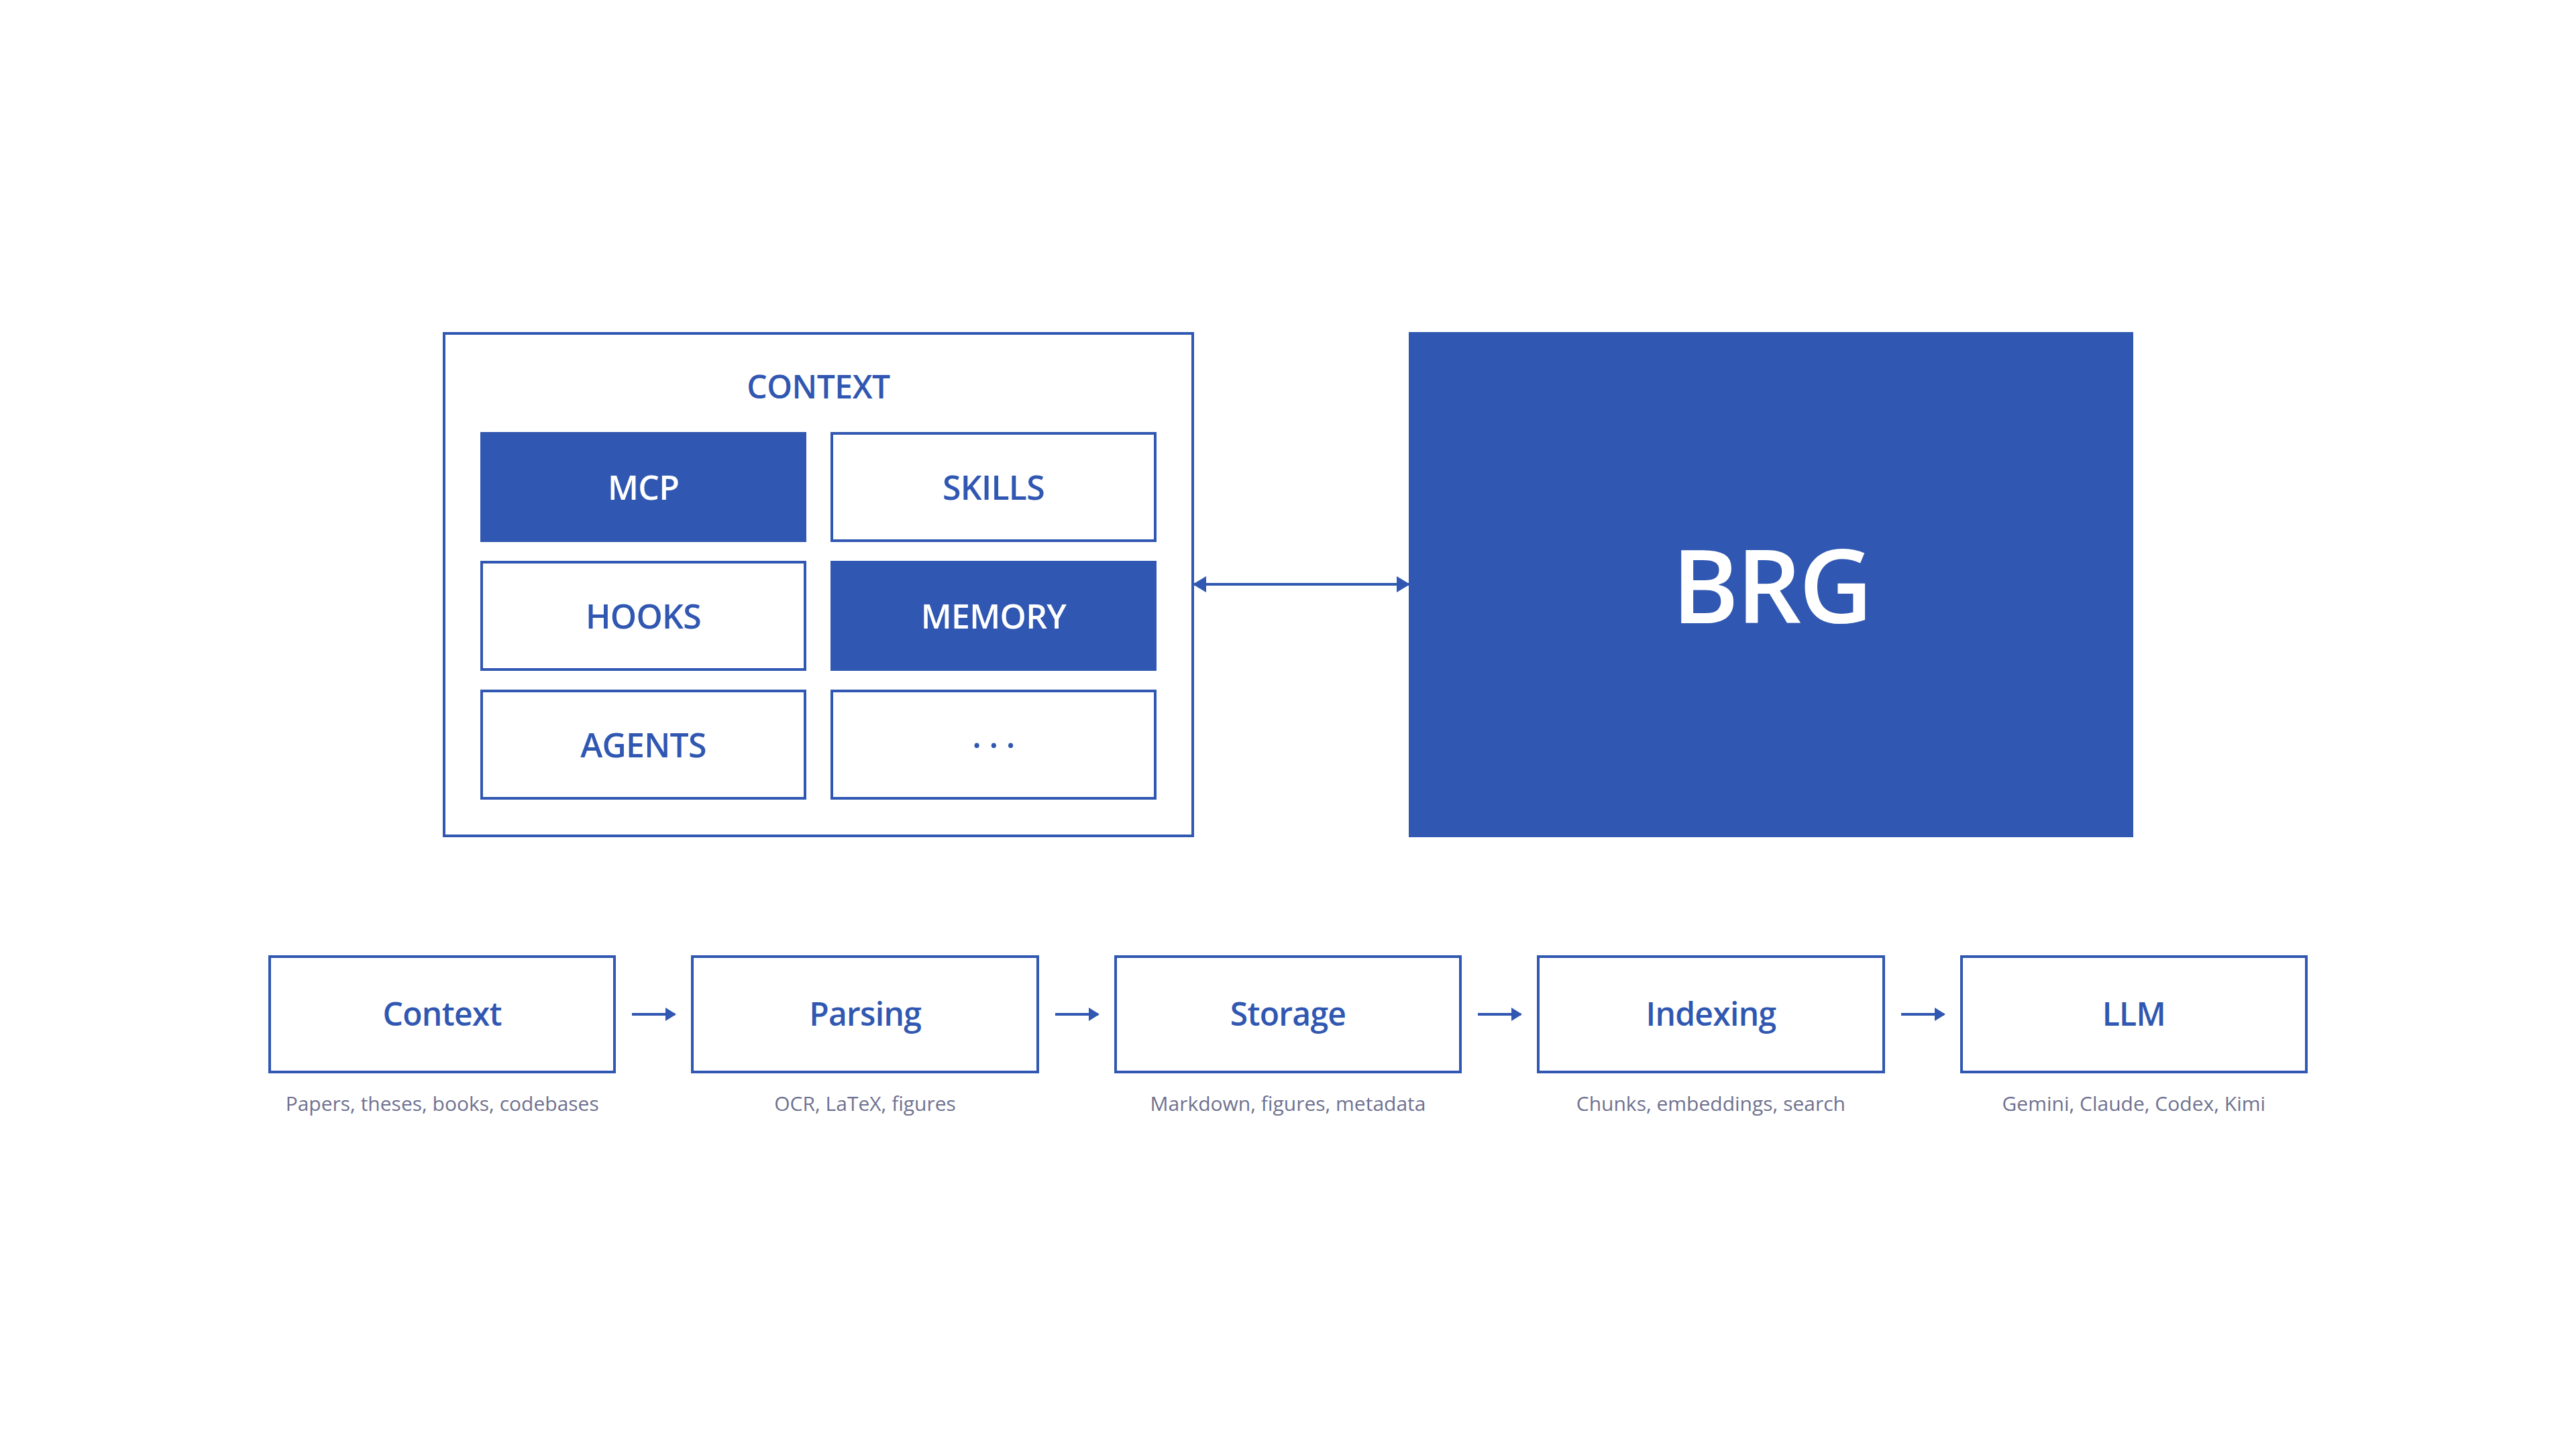 CONTEXT
MCP
SKILLS
HOOKS
MEMORY
AGENTS
. . .
BRG
Context
Parsing
Storage
Indexing
LLM
Papers, theses, books, codebases
OCR, LaTeX, figures
Markdown, figures, metadata
Chunks, embeddings, search
Gemini, Claude, Codex, Kimi